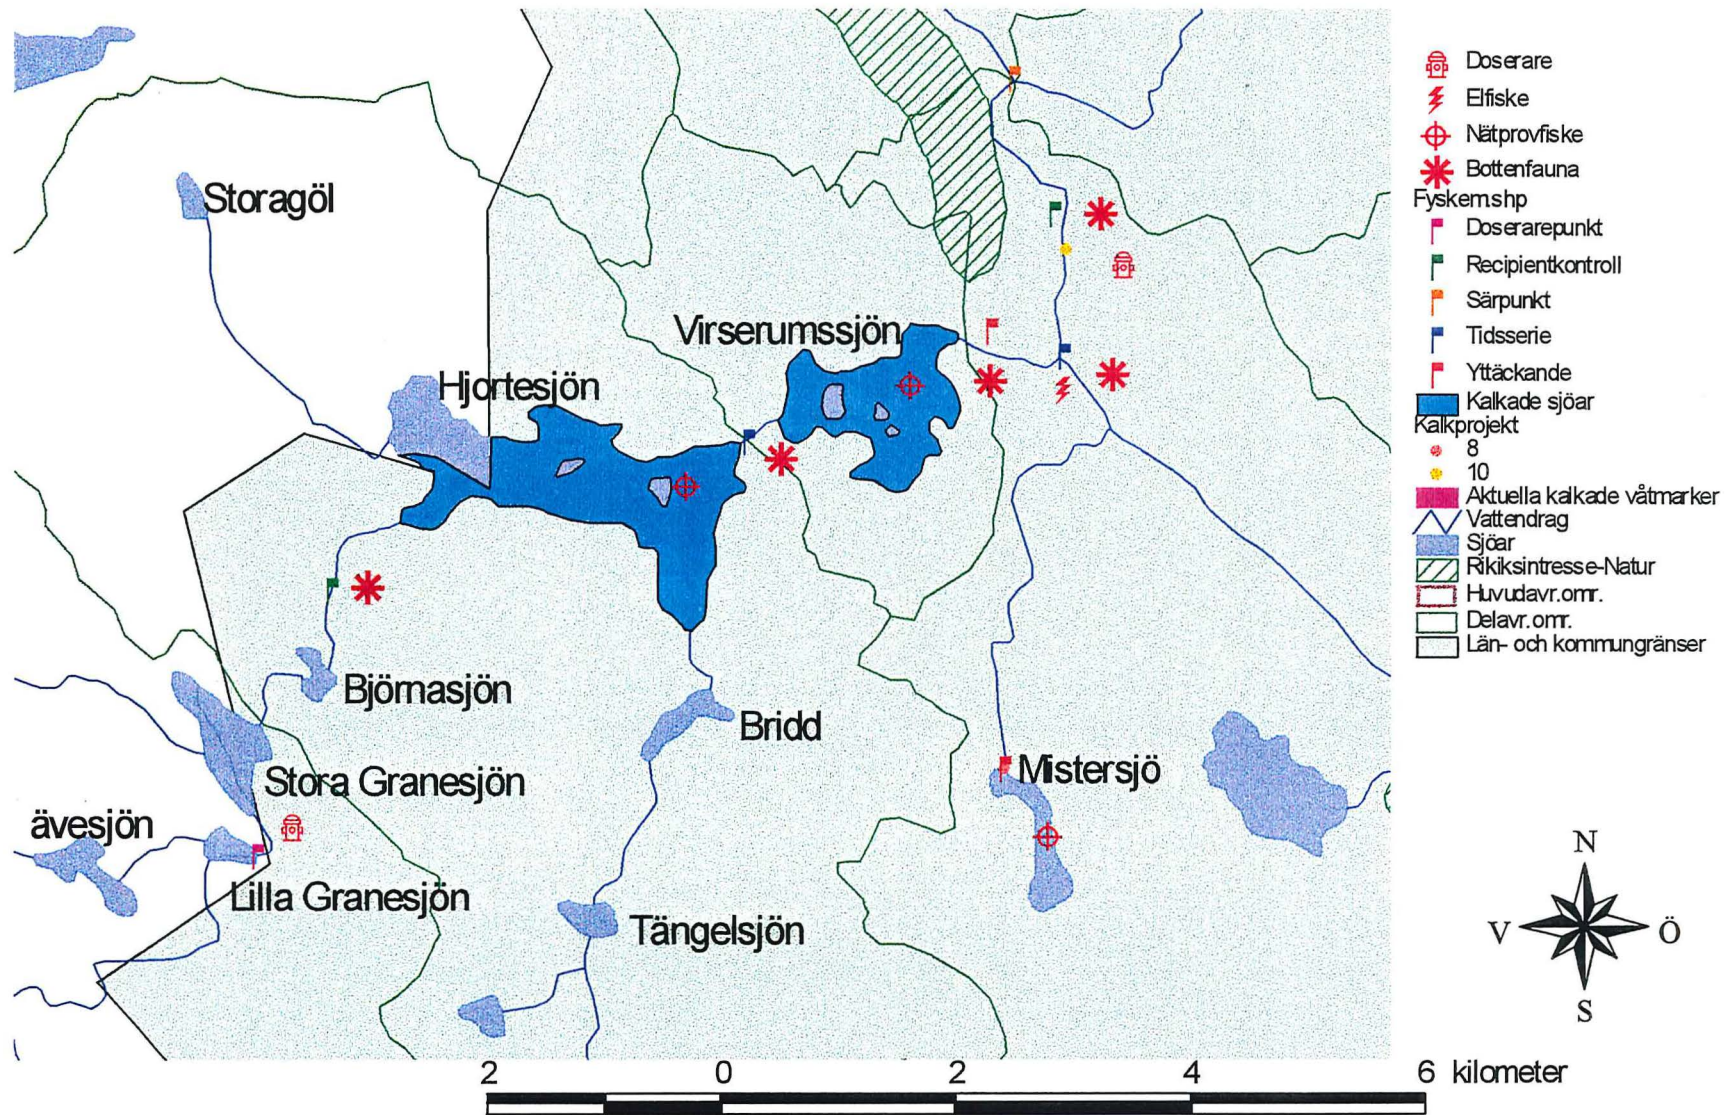 Storagöl
Virserumssjön
Hjortesjön
Björnasjön
Bridd
Stora Granesjön
Mistersjö
ävesjön
Lilla Granesjön
Tängelsjön
Doserare
Elfiske
Nätprovfiske
Bottenfauna
Fyskem.shp
Doserarepunkt
Recipientkontroll
Särpunkt
Tidsserie
Yttäckande
Kalkade sjöar
Kalkprojekt
8
10
Aktuella kalkade våtmarker
Vattendrag
Sjöar
Rikiksintresse-Natur
Huvudavr.omr.
Delavr.omr.
Län- och kommungränser
N
V Ö
S
2 0 2 4 6 kilometer